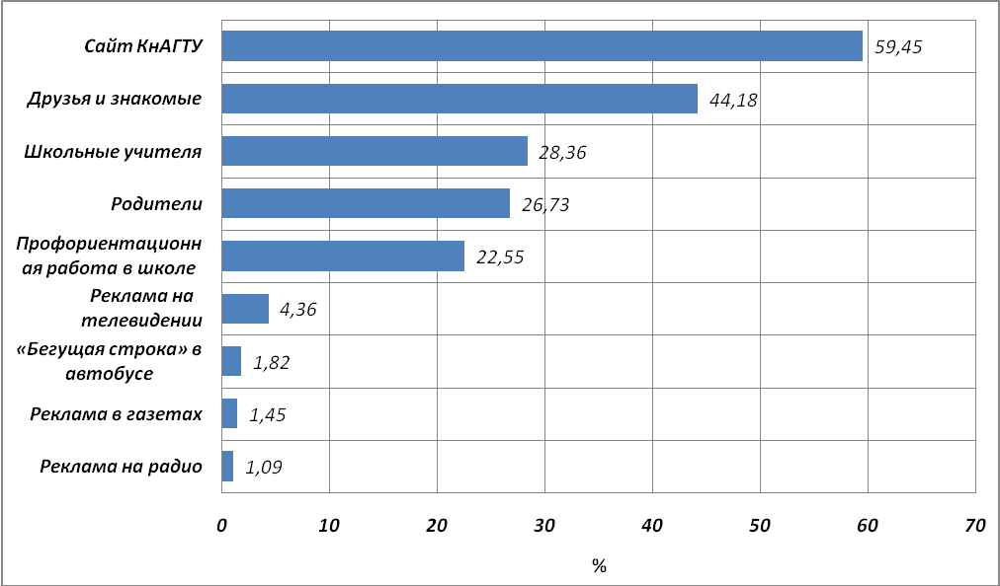 Сайт КнАГТУ
59,45
Друзья и знакомые
44,18
Школьные учителя
28,36
Родители
26,73
Профориентационн
ая работа в школе
22,55
Реклама на
телевидении
4,36
«Бегущая строка» в
автобусе
1,82
Реклама в газетах
1,45
Реклама на радио
1,09
0 10 20 30 40 50 60 70
%